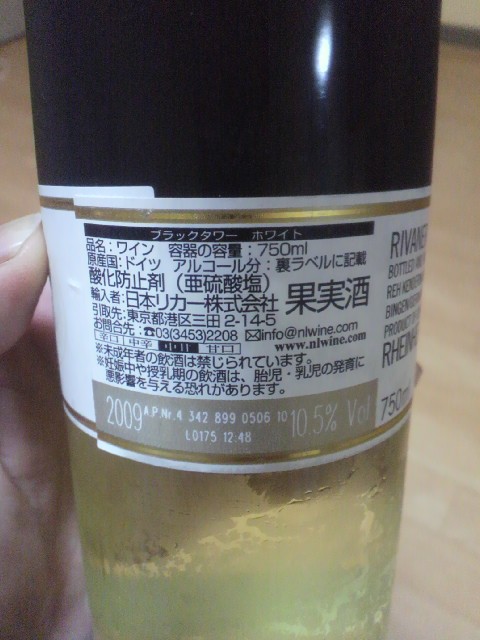 ブラックタワー ホワイト
品名：ワイン 容器の容量：750ml
原産国：ドイツ アルコール分：裏ラベルに記載
酸化防止剤（亜硫酸塩）
輸入者：日本リカー株式会社 果実酒
引取先：東京都港区三田 2-14-5
お問合先：☎03(3453)2208 ✉info@nlwine.com
辛口 中辛 中甘 甘口 www.nlwine.com
※未成年者の飲酒は禁じられています。
※妊娠中や授乳期の飲酒は、胎児・乳児の発育に
悪影響を与える恐れがあります。
2009 A.P.Nr.4 342 899 0506 10 10.5% Vol
L0175 12:48
RIVANE
BOTTLED
REH KENDE
BINGEN
PRODUCT
RHEINH
750ml